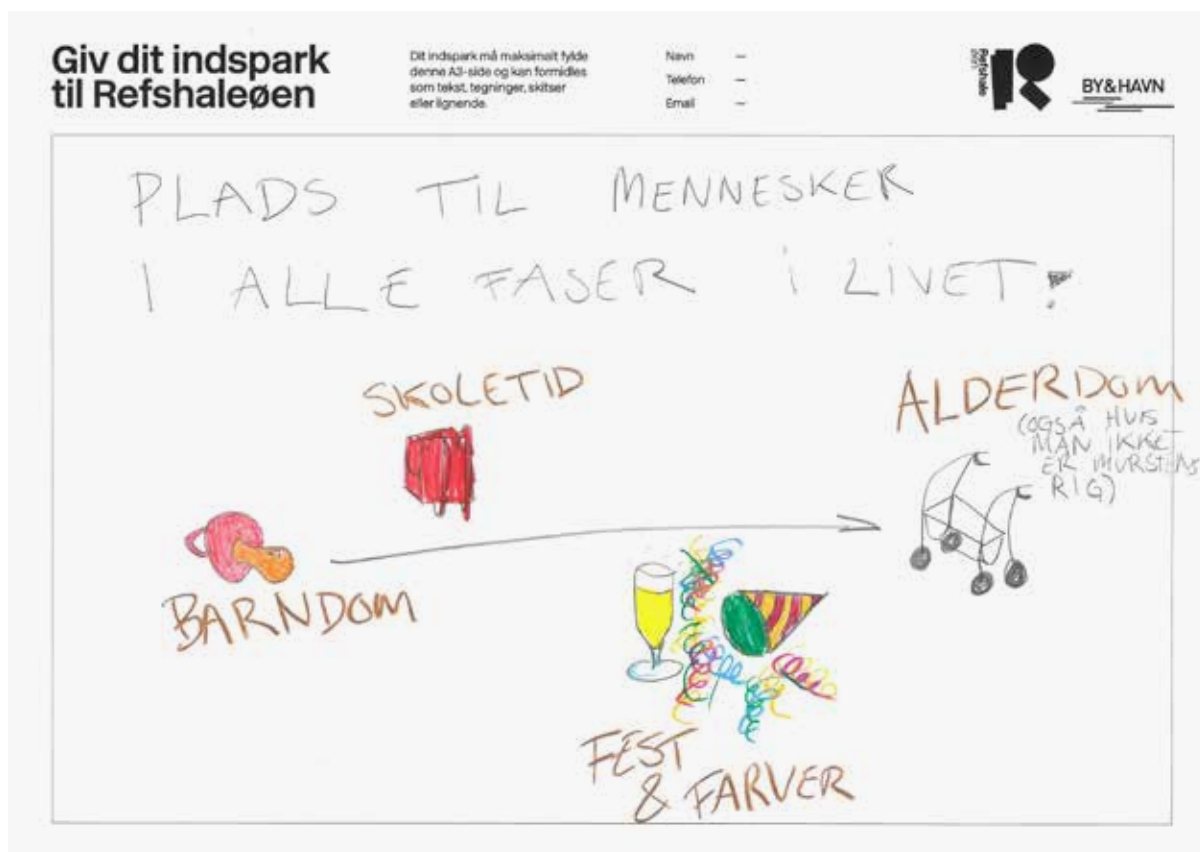 Giv dit indspark
til Refshaleøen
Dit indspark må maksimalt fylde
denne A3-side og kan formidles
som tekst, tegninger, skitser
eller lignende.
Navn —
Telefon —
Email —
Refshale
BY&HAVN
PLADS TIL MENNESKER
I ALLE FASER i LIVET:
SKOLETID
ALDERDOM
(OGSÅ HVIS
MAN IKKE
ER MURSTENS
RIG)
BARNDOM
FEST
& FARVER